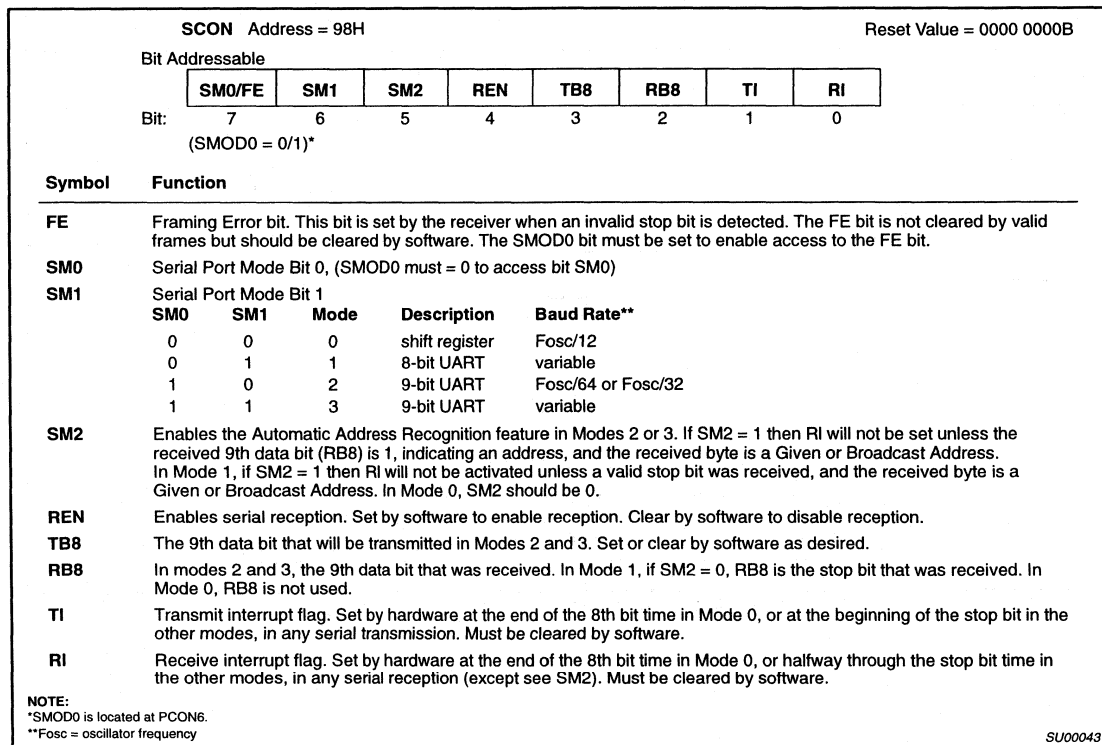 SCON Address = 98H Reset Value = 0000 0000B
Bit Addressable
SM0/FE SM1 SM2 REN TB8 RB8 TI RI
Bit: 7 6 5 4 3 2 1 0
(SMOD0 = 0/1)*
Symbol Function
FE Framing Error bit. This bit is set by the receiver when an invalid stop bit is detected. The FE bit is not cleared by valid
frames but should be cleared by software. The SMOD0 bit must be set to enable access to the FE bit.
SM0 Serial Port Mode Bit 0, (SMOD0 must = 0 to access bit SM0)
SM1 Serial Port Mode Bit 1
SM0 SM1 Mode Description Baud Rate**
0 0 0 shift register Fosc/12
0 1 1 8-bit UART variable
1 0 2 9-bit UART Fosc/64 or Fosc/32
1 1 3 9-bit UART variable
SM2 Enables the Automatic Address Recognition feature in Modes 2 or 3. If SM2 = 1 then RI will not be set unless the
received 9th data bit (RB8) is 1, indicating an address, and the received byte is a Given or Broadcast Address.
In Mode 1, if SM2 = 1 then RI will not be activated unless a valid stop bit was received, and the received byte is a
Given or Broadcast Address. In Mode 0, SM2 should be 0.
REN Enables serial reception. Set by software to enable reception. Clear by software to disable reception.
TB8 The 9th data bit that will be transmitted in Modes 2 and 3. Set or clear by software as desired.
RB8 In modes 2 and 3, the 9th data bit that was received. In Mode 1, if SM2 = 0, RB8 is the stop bit that was received. In
Mode 0, RB8 is not used.
TI Transmit interrupt flag. Set by hardware at the end of the 8th bit time in Mode 0, or at the beginning of the stop bit in the
other modes, in any serial transmission. Must be cleared by software.
RI Receive interrupt flag. Set by hardware at the end of the 8th bit time in Mode 0, or halfway through the stop bit time in
the other modes, in any serial reception (except see SM2). Must be cleared by software.
NOTE:
*SMOD0 is located at PCON6.
**Fosc = oscillator frequency
SU00043